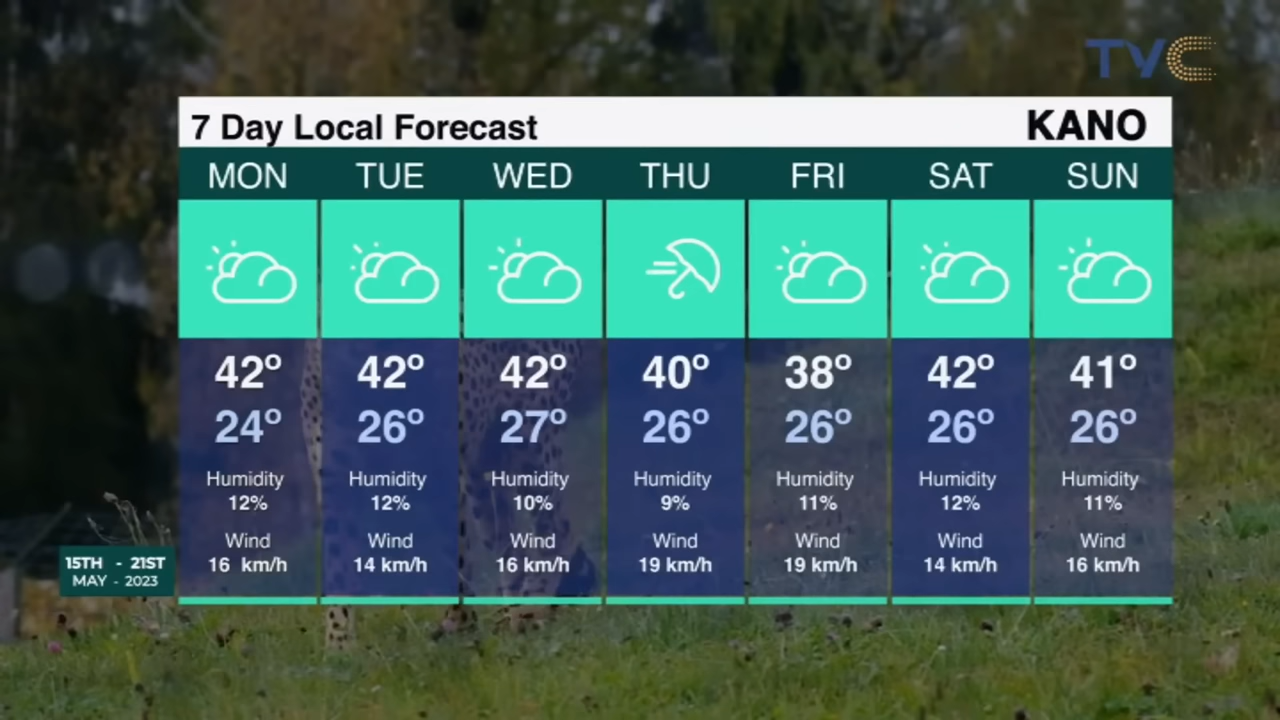 TVC
7 Day Local Forecast KANO
MON TUE WED THU FRI SAT SUN
42º 42º 42º 40º 38º 42º 41º
24º 26º 27º 26º 26º 26º 26º
Humidity Humidity Humidity Humidity Humidity Humidity Humidity
12% 12% 10% 9% 11% 12% 11%
Wind Wind Wind Wind Wind Wind Wind
16 km/h 14 km/h 16 km/h 19 km/h 19 km/h 14 km/h 16 km/h
15TH - 21ST
MAY - 2023